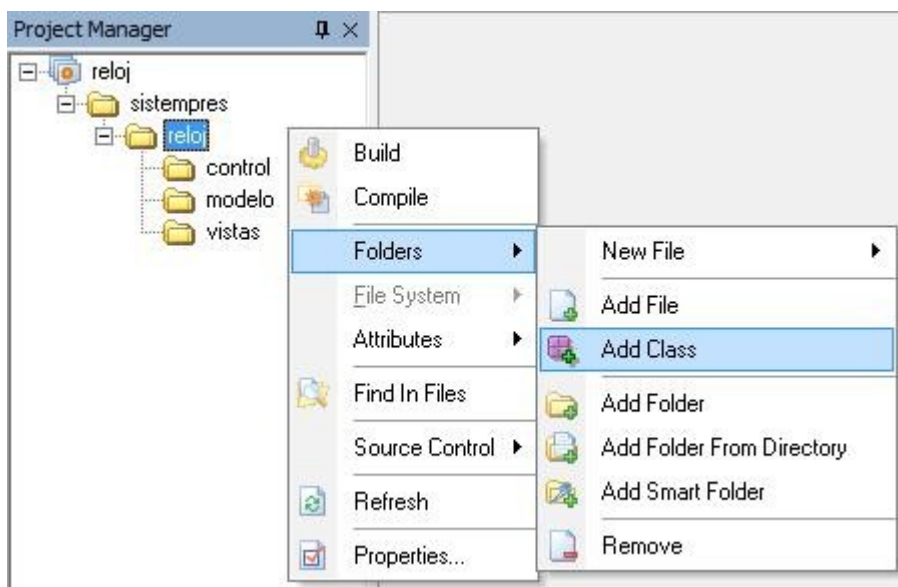 Project Manager
reloj
sistempres
reloj
control
modelo
vistas
Build
Compile
Folders
File System
Attributes
Find In Files
Source Control
Refresh
Properties...
New File
Add File
Add Class
Add Folder
Add Folder From Directory
Add Smart Folder
Remove